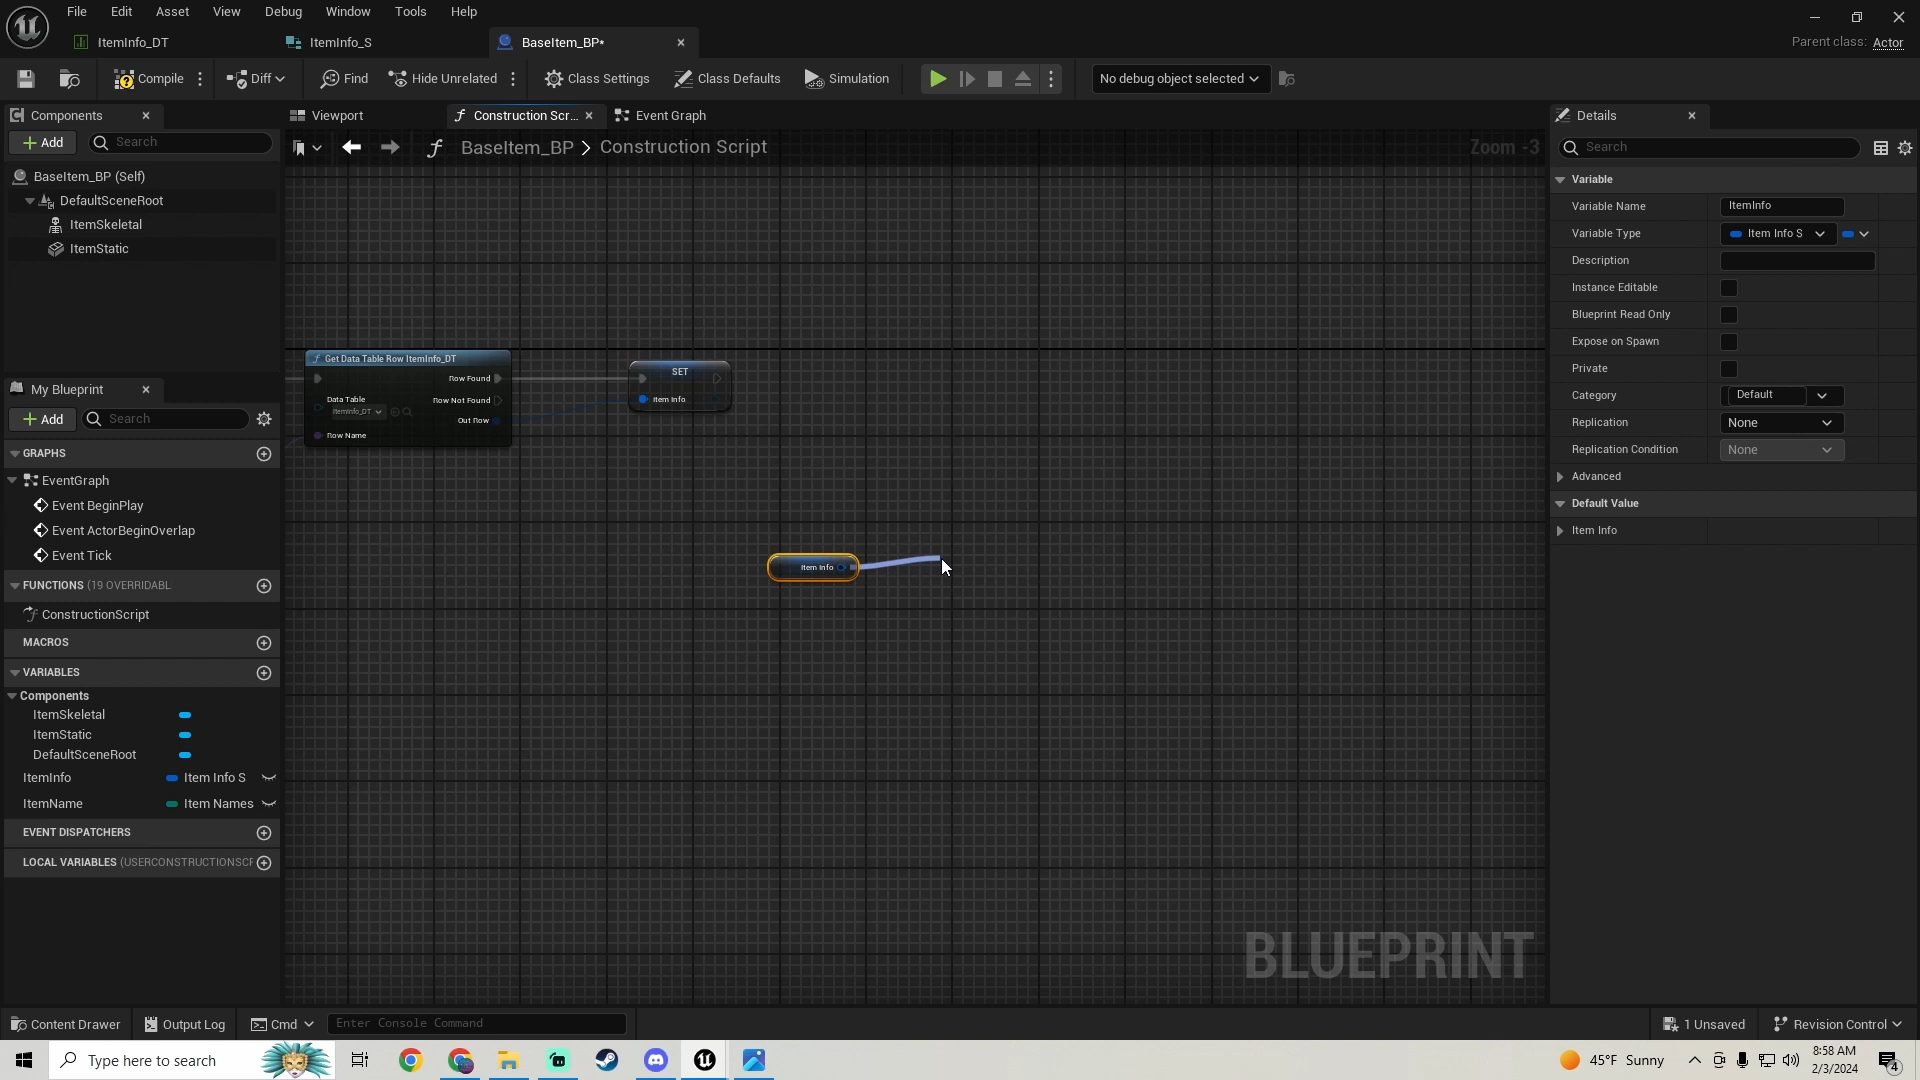 File Edit Asset View Debug Window Tools Help
ItemInfo_DT ItemInfo_S BaseItem_BP*
Parent class: Actor
Compile Diff Find Hide Unrelated Class Settings Class Defaults Simulation No debug object selected
Components
Add Search
BaseItem_BP (Self)
DefaultSceneRoot
ItemSkeletal
ItemStatic
My Blueprint
Add Search
GRAPHS
EventGraph
Event BeginPlay
Event ActorBeginOverlap
Event Tick
FUNCTIONS (19 OVERRIDABL
ConstructionScript
MACROS
VARIABLES
Components
ItemSkeletal
ItemStatic
DefaultSceneRoot
ItemInfo Item Info S
ItemName Item Names
EVENT DISPATCHERS
LOCAL VARIABLES (USERCONSTRUCTIONSCF
Viewport Construction Scr... Event Graph
BaseItem_BP > Construction Script
Zoom -3
Get Data Table Row ItemInfo_DT
Row Found
Data Table
ItemInfo_DT
Row Not Found
Out Row
Row Name
SET
Item Info
Item Info
BLUEPRINT
Details
Search
Variable
Variable Name ItemInfo
Variable Type Item Info S
Description
Instance Editable
Blueprint Read Only
Expose on Spawn
Private
Category Default
Replication None
Replication Condition None
Advanced
Default Value
Item Info
Content Drawer Output Log Cmd Enter Console Command 1 Unsaved Revision Control
Type here to search
45°F Sunny
8:58 AM
2/3/2024
4